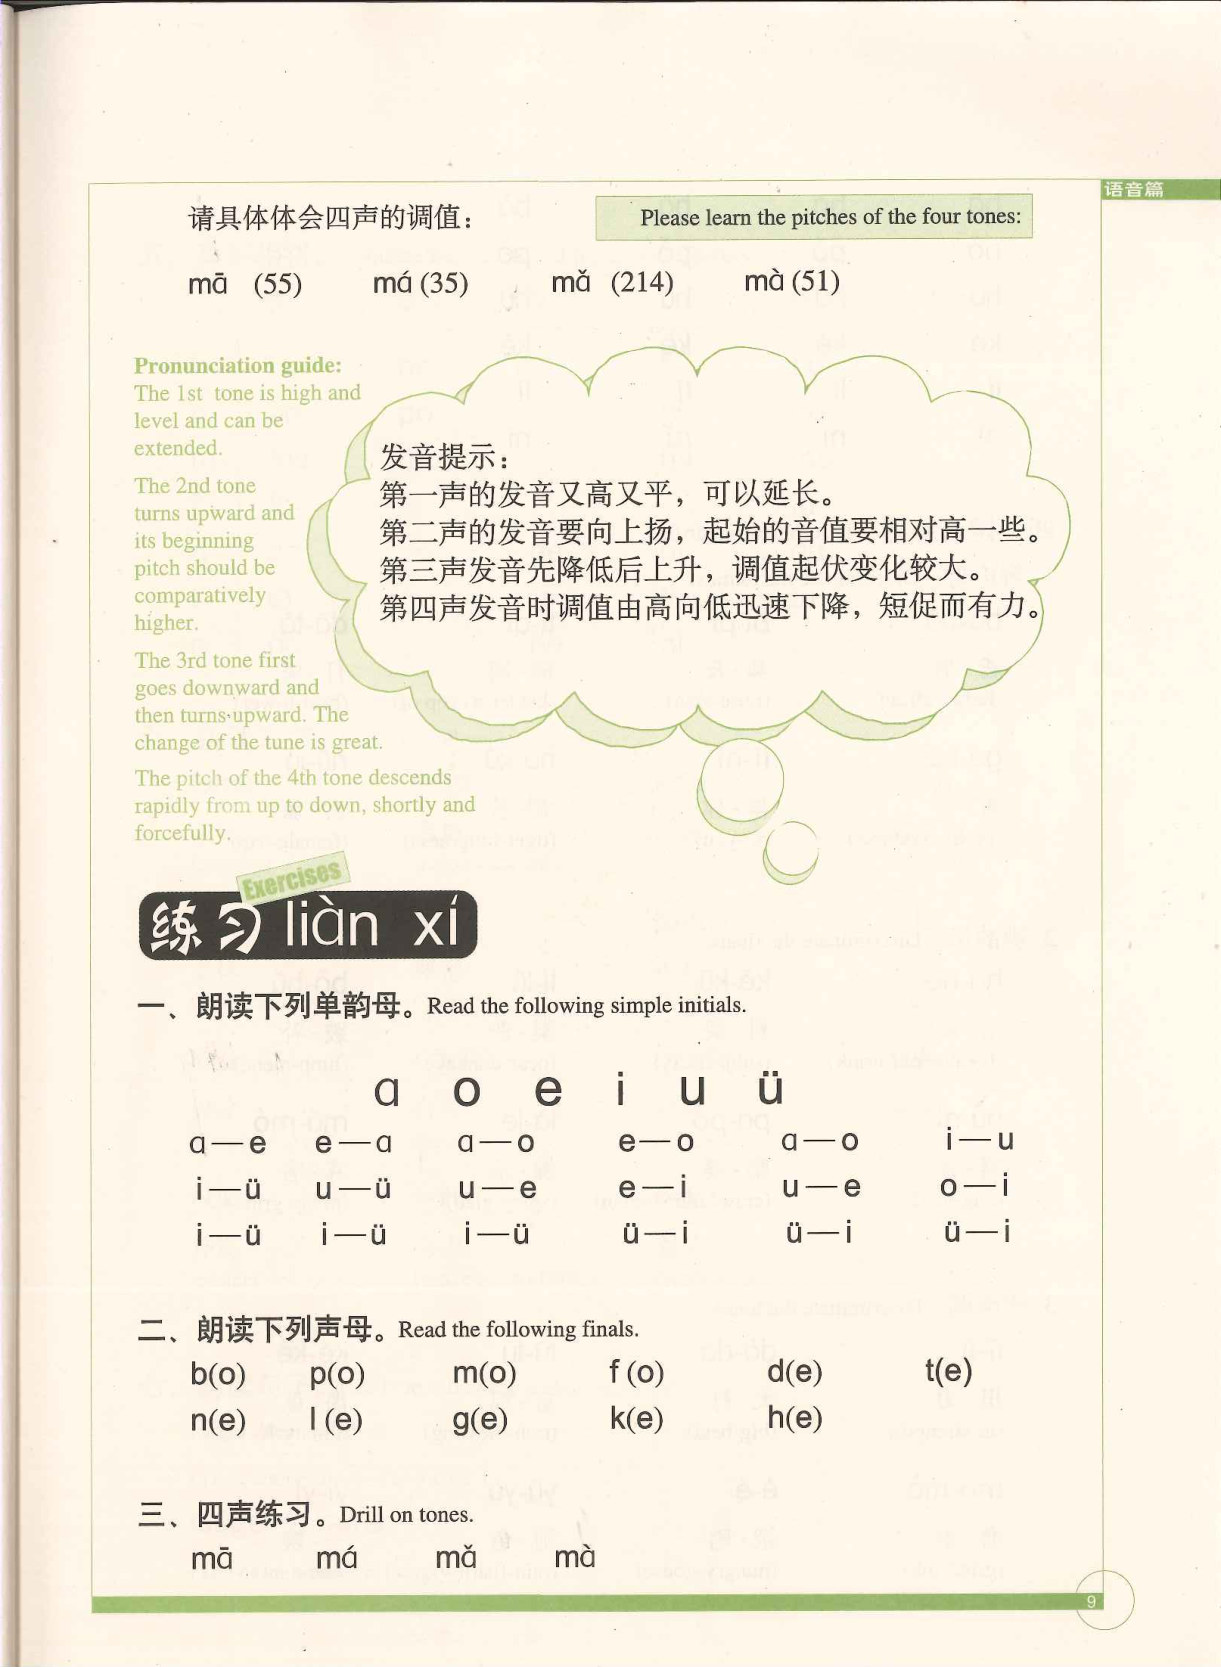 语音篇
请具体体会四声的调值：
Please learn the pitches of the four tones:
mā (55) má (35) mǎ (214) mà (51)
Pronunciation guide:
The 1st tone is high and
level and can be
extended.
The 2nd tone
turns upward and
its beginning
pitch should be
comparatively
higher.
The 3rd tone first
goes downward and
then turns upward. The
change of the tune is great.
The pitch of the 4th tone descends
rapidly from up to down, shortly and
forcefully.
发音提示：
第一声的发音又高又平，可以延长。
第二声的发音要向上扬，起始的音值要相对高一些。
第三声发音先降低后上升，调值起伏变化较大。
第四声发音时调值由高向低迅速下降，短促而有力。
Exercises
练习 liàn xí
一、朗读下列单韵母。Read the following simple initials.
ɑ o e i u ü
ɑ—e e—ɑ ɑ—o e—o ɑ—o i—u
i—ü u—ü u—e e—i u—e o—i
i—ü i—ü i—ü ü—i ü—i ü—i
二、朗读下列声母。Read the following finals.
b(o) p(o) m(o) f (o) d(e) t(e)
n(e) l (e) g(e) k(e) h(e)
三、四声练习。Drill on tones.
mā má mǎ mà
9